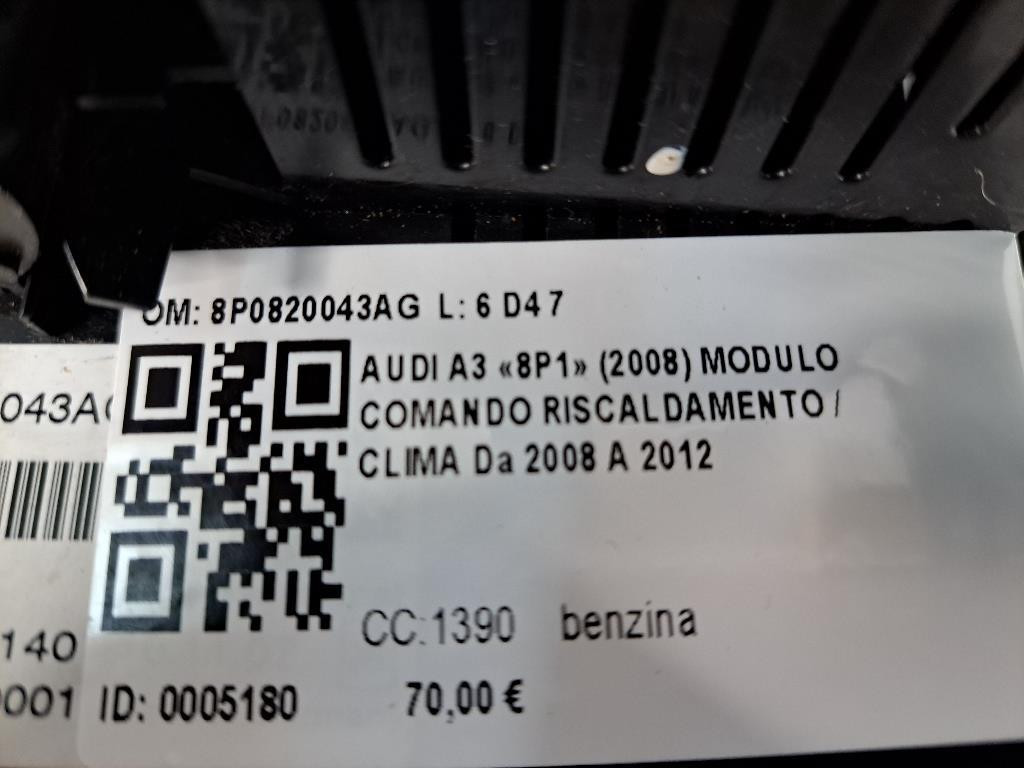 OM: 8P0820043AG L: 6 D47
AUDI A3 «8P1» (2008) MODULO
COMANDO RISCALDAMENTO /
CLIMA Da 2008 A 2012
CC:1390 benzina
ID: 0005180 70,00 €
043A
140
0001